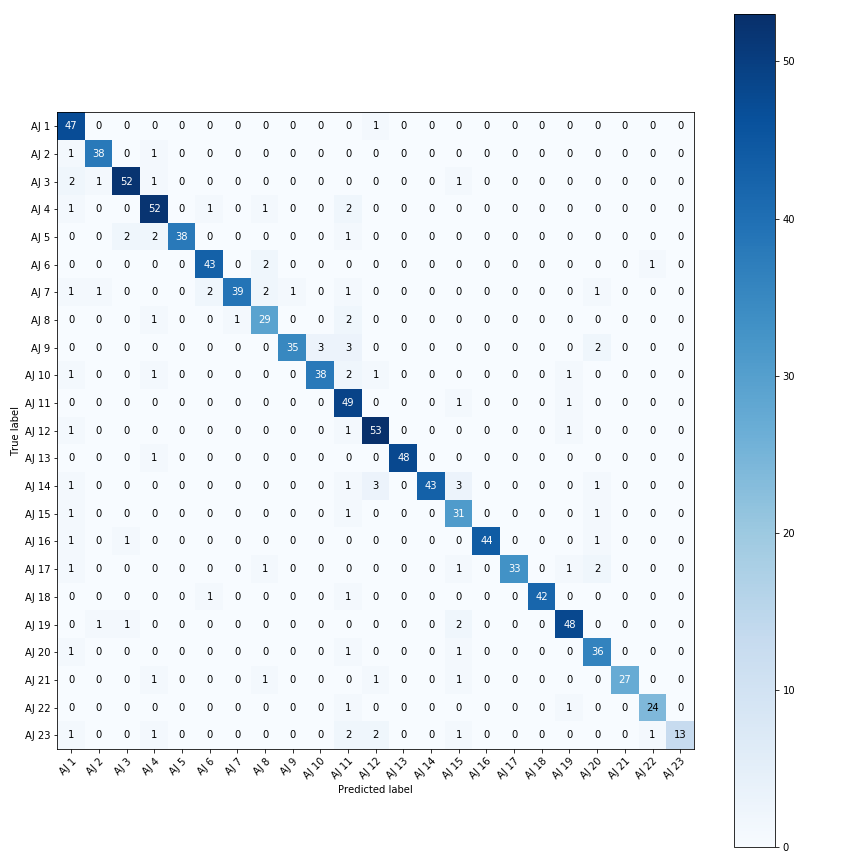 AJ 1 47 0 0 0 0 0 0 0 0 0 0 1 0 0 0 0 0 0 0 0 0 0 0
AJ 2 1 38 0 1 0 0 0 0 0 0 0 0 0 0 0 0 0 0 0 0 0 0 0
AJ 3 2 1 52 1 0 0 0 0 0 0 0 0 0 0 1 0 0 0 0 0 0 0 0
AJ 4 1 0 0 52 0 1 0 1 0 0 2 0 0 0 0 0 0 0 0 0 0 0 0
AJ 5 0 0 2 2 38 0 0 0 0 0 1 0 0 0 0 0 0 0 0 0 0 0 0
AJ 6 0 0 0 0 0 43 0 2 0 0 0 0 0 0 0 0 0 0 0 0 0 1 0
AJ 7 1 1 0 0 0 2 39 2 1 0 1 0 0 0 0 0 0 0 0 1 0 0 0
AJ 8 0 0 0 1 0 0 1 29 0 0 2 0 0 0 0 0 0 0 0 0 0 0 0
AJ 9 0 0 0 0 0 0 0 0 35 3 3 0 0 0 0 0 0 0 0 2 0 0 0
AJ 10 1 0 0 1 0 0 0 0 0 38 2 1 0 0 0 0 0 0 1 0 0 0 0
AJ 11 0 0 0 0 0 0 0 0 0 0 49 0 0 0 1 0 0 0 1 0 0 0 0
AJ 12 1 0 0 0 0 0 0 0 0 0 1 53 0 0 0 0 0 0 1 0 0 0 0
AJ 13 0 0 0 1 0 0 0 0 0 0 0 0 48 0 0 0 0 0 0 0 0 0 0
AJ 14 1 0 0 0 0 0 0 0 0 0 1 3 0 43 3 0 0 0 0 1 0 0 0
AJ 15 1 0 0 0 0 0 0 0 0 0 1 0 0 0 31 0 0 0 0 1 0 0 0
AJ 16 1 0 1 0 0 0 0 0 0 0 0 0 0 0 0 44 0 0 0 1 0 0 0
AJ 17 1 0 0 0 0 0 0 1 0 0 0 0 0 0 1 0 33 0 1 2 0 0 0
AJ 18 0 0 0 0 0 1 0 0 0 0 1 0 0 0 0 0 0 42 0 0 0 0 0
AJ 19 0 1 1 0 0 0 0 0 0 0 0 0 0 0 2 0 0 0 48 0 0 0 0
AJ 20 1 0 0 0 0 0 0 0 0 0 1 0 0 0 1 0 0 0 0 36 0 0 0
AJ 21 0 0 0 1 0 0 0 1 0 0 0 1 0 0 1 0 0 0 0 0 27 0 0
AJ 22 0 0 0 0 0 0 0 0 0 0 1 0 0 0 0 0 0 0 1 0 0 24 0
AJ 23 1 0 0 1 0 0 0 0 0 0 2 2 0 0 1 0 0 0 0 0 0 1 13
AJ 1 AJ 2 AJ 3 AJ 4 AJ 5 AJ 6 AJ 7 AJ 8 AJ 9 AJ 10 AJ 11 AJ 12 AJ 13 AJ 14 AJ 15 AJ 16 AJ 17 AJ 18 AJ 19 AJ 20 AJ 21 AJ 22 AJ 23
Predicted label
True label
50
40
30
20
10
0